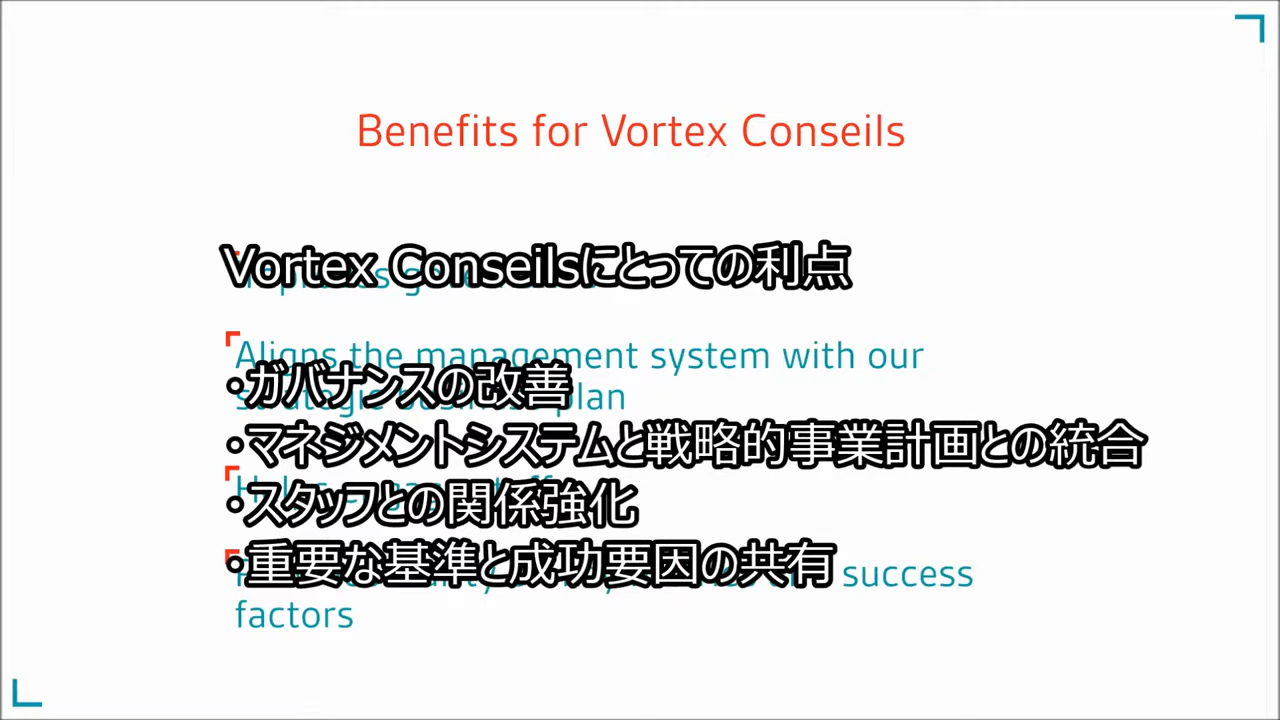 Benefits for Vortex Conseils
Vortex Conseilsにとっての利点
Aligns the management system with our
・ガバナンスの改善
strategic business plan
・マネジメントシステムと戦略的事業計画との統合
・スタッフとの関係強化
・重要な基準と成功要因の共有
success
factors